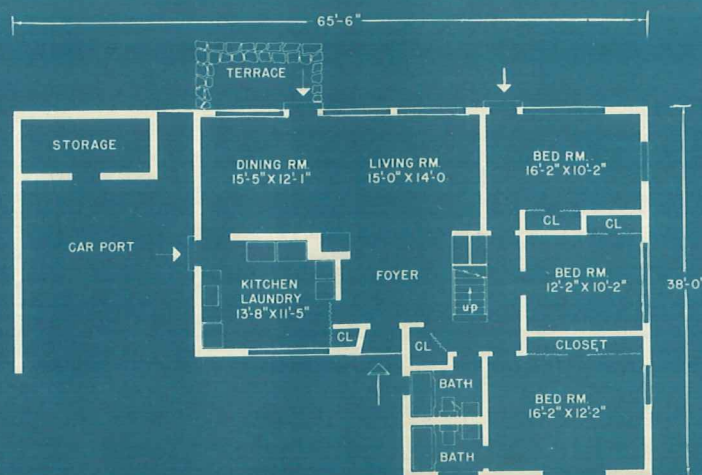 65'-6"
TERRACE
STORAGE
DINING RM.
15'-5" X 12'-1"
LIVING RM.
15'-0" X 14'-0
BED RM.
16'-2" X 10'-2"
CL
CL
CAR PORT
KITCHEN
LAUNDRY
13'-8" X 11'-5"
FOYER
up
BED RM.
12'-2" X 10'-2"
38'-0"
CL
CL
CLOSET
BATH
BED RM.
16'-2" X 12'-2"
BATH